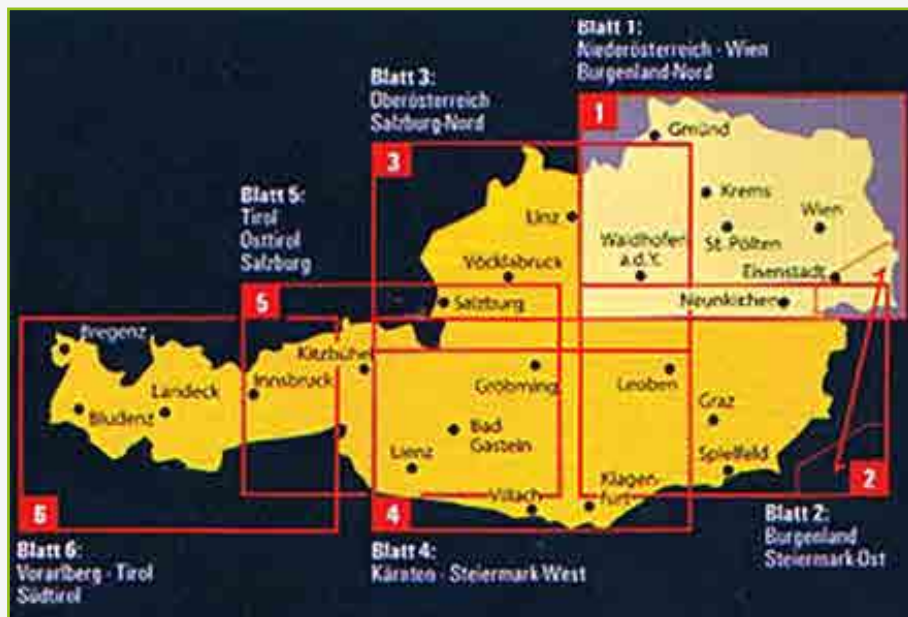 Blatt 1:
Niederösterreich - Wien
Burgenland-Nord
Blatt 3:
Oberösterreich
Salzburg-Nord
1
Gmünd
3
Krems
Blatt 5:
Tirol
Osttirol
Salzburg
Linz
Wien
St. Pölten
Waidhofen
a.d.Y.
Vöcklabruck
Eisenstadt
5
Salzburg
Neunkirchen
Bregenz
Kitzbühel
Innsbruck
Gröbming
Leoben
Landeck
Bludenz
Graz
Bad
Gastein
Lienz
Spielfeld
2
Villach
Klagen-
furt
6
4
Blatt 2:
Burgenland
Steiermark-Ost
Blatt 6:
Vorarlberg - Tirol
Südtirol
Blatt 4:
Kärnten - Steiermark-West